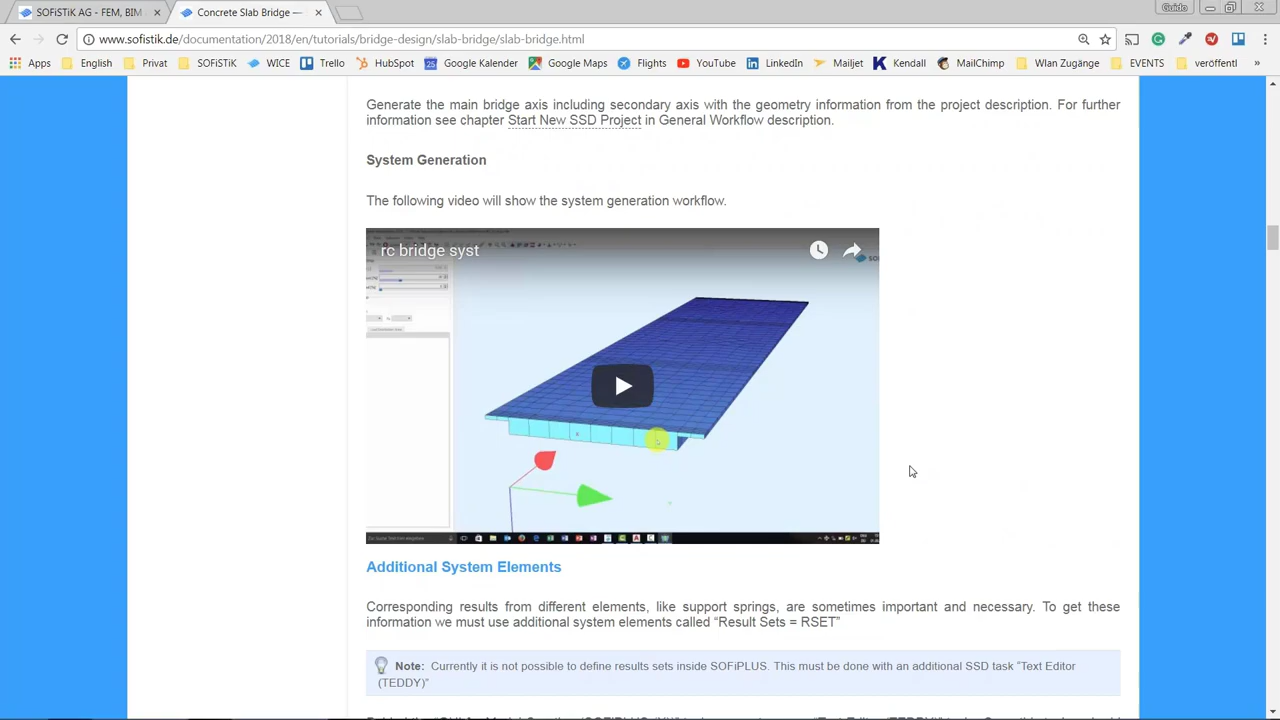 SOFiSTiK AG - FEM, BIM
Concrete Slab Bridge —
Guido
www.sofistik.de/documentation/2018/en/tutorials/bridge-design/slab-bridge/slab-bridge.html
Apps English Privat SOFiSTiK WICE Trello HubSpot Google Kalender Google Maps Flights YouTube LinkedIn Mailjet Kendall MailChimp Wlan Zugänge EVENTS veröffentl »
Generate the main bridge axis including secondary axis with the geometry information from the project description. For further
information see chapter Start New SSD Project in General Workflow description.
System Generation
The following video will show the system generation workflow.
rc bridge syst
Additional System Elements
Corresponding results from different elements, like support springs, are sometimes important and necessary. To get these
information we must use additional system elements called “Result Sets = RSET”
Note: Currently it is not possible to define results sets inside SOFiPLUS. This must be done with an additional SSD task “Text Editor
(TEDDY)”